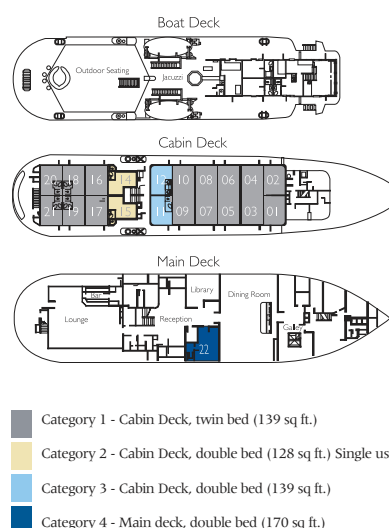 Boat Deck
Outdoor Seating
Jacuzzi
Cabin Deck
20 18 16 14 12 10 08 06 04 02
21 19 17 15 11 09 07 05 03 01
Main Deck
Bar
Library
Dining Room
Lounge
Reception
Galley
22
Category 1 - Cabin Deck, twin bed (139 sq ft.)
Category 2 - Cabin Deck, double bed (128 sq ft.) Single us
Category 3 - Cabin Deck, double bed (139 sq ft.)
Category 4 - Main deck, double bed (170 sq ft.)